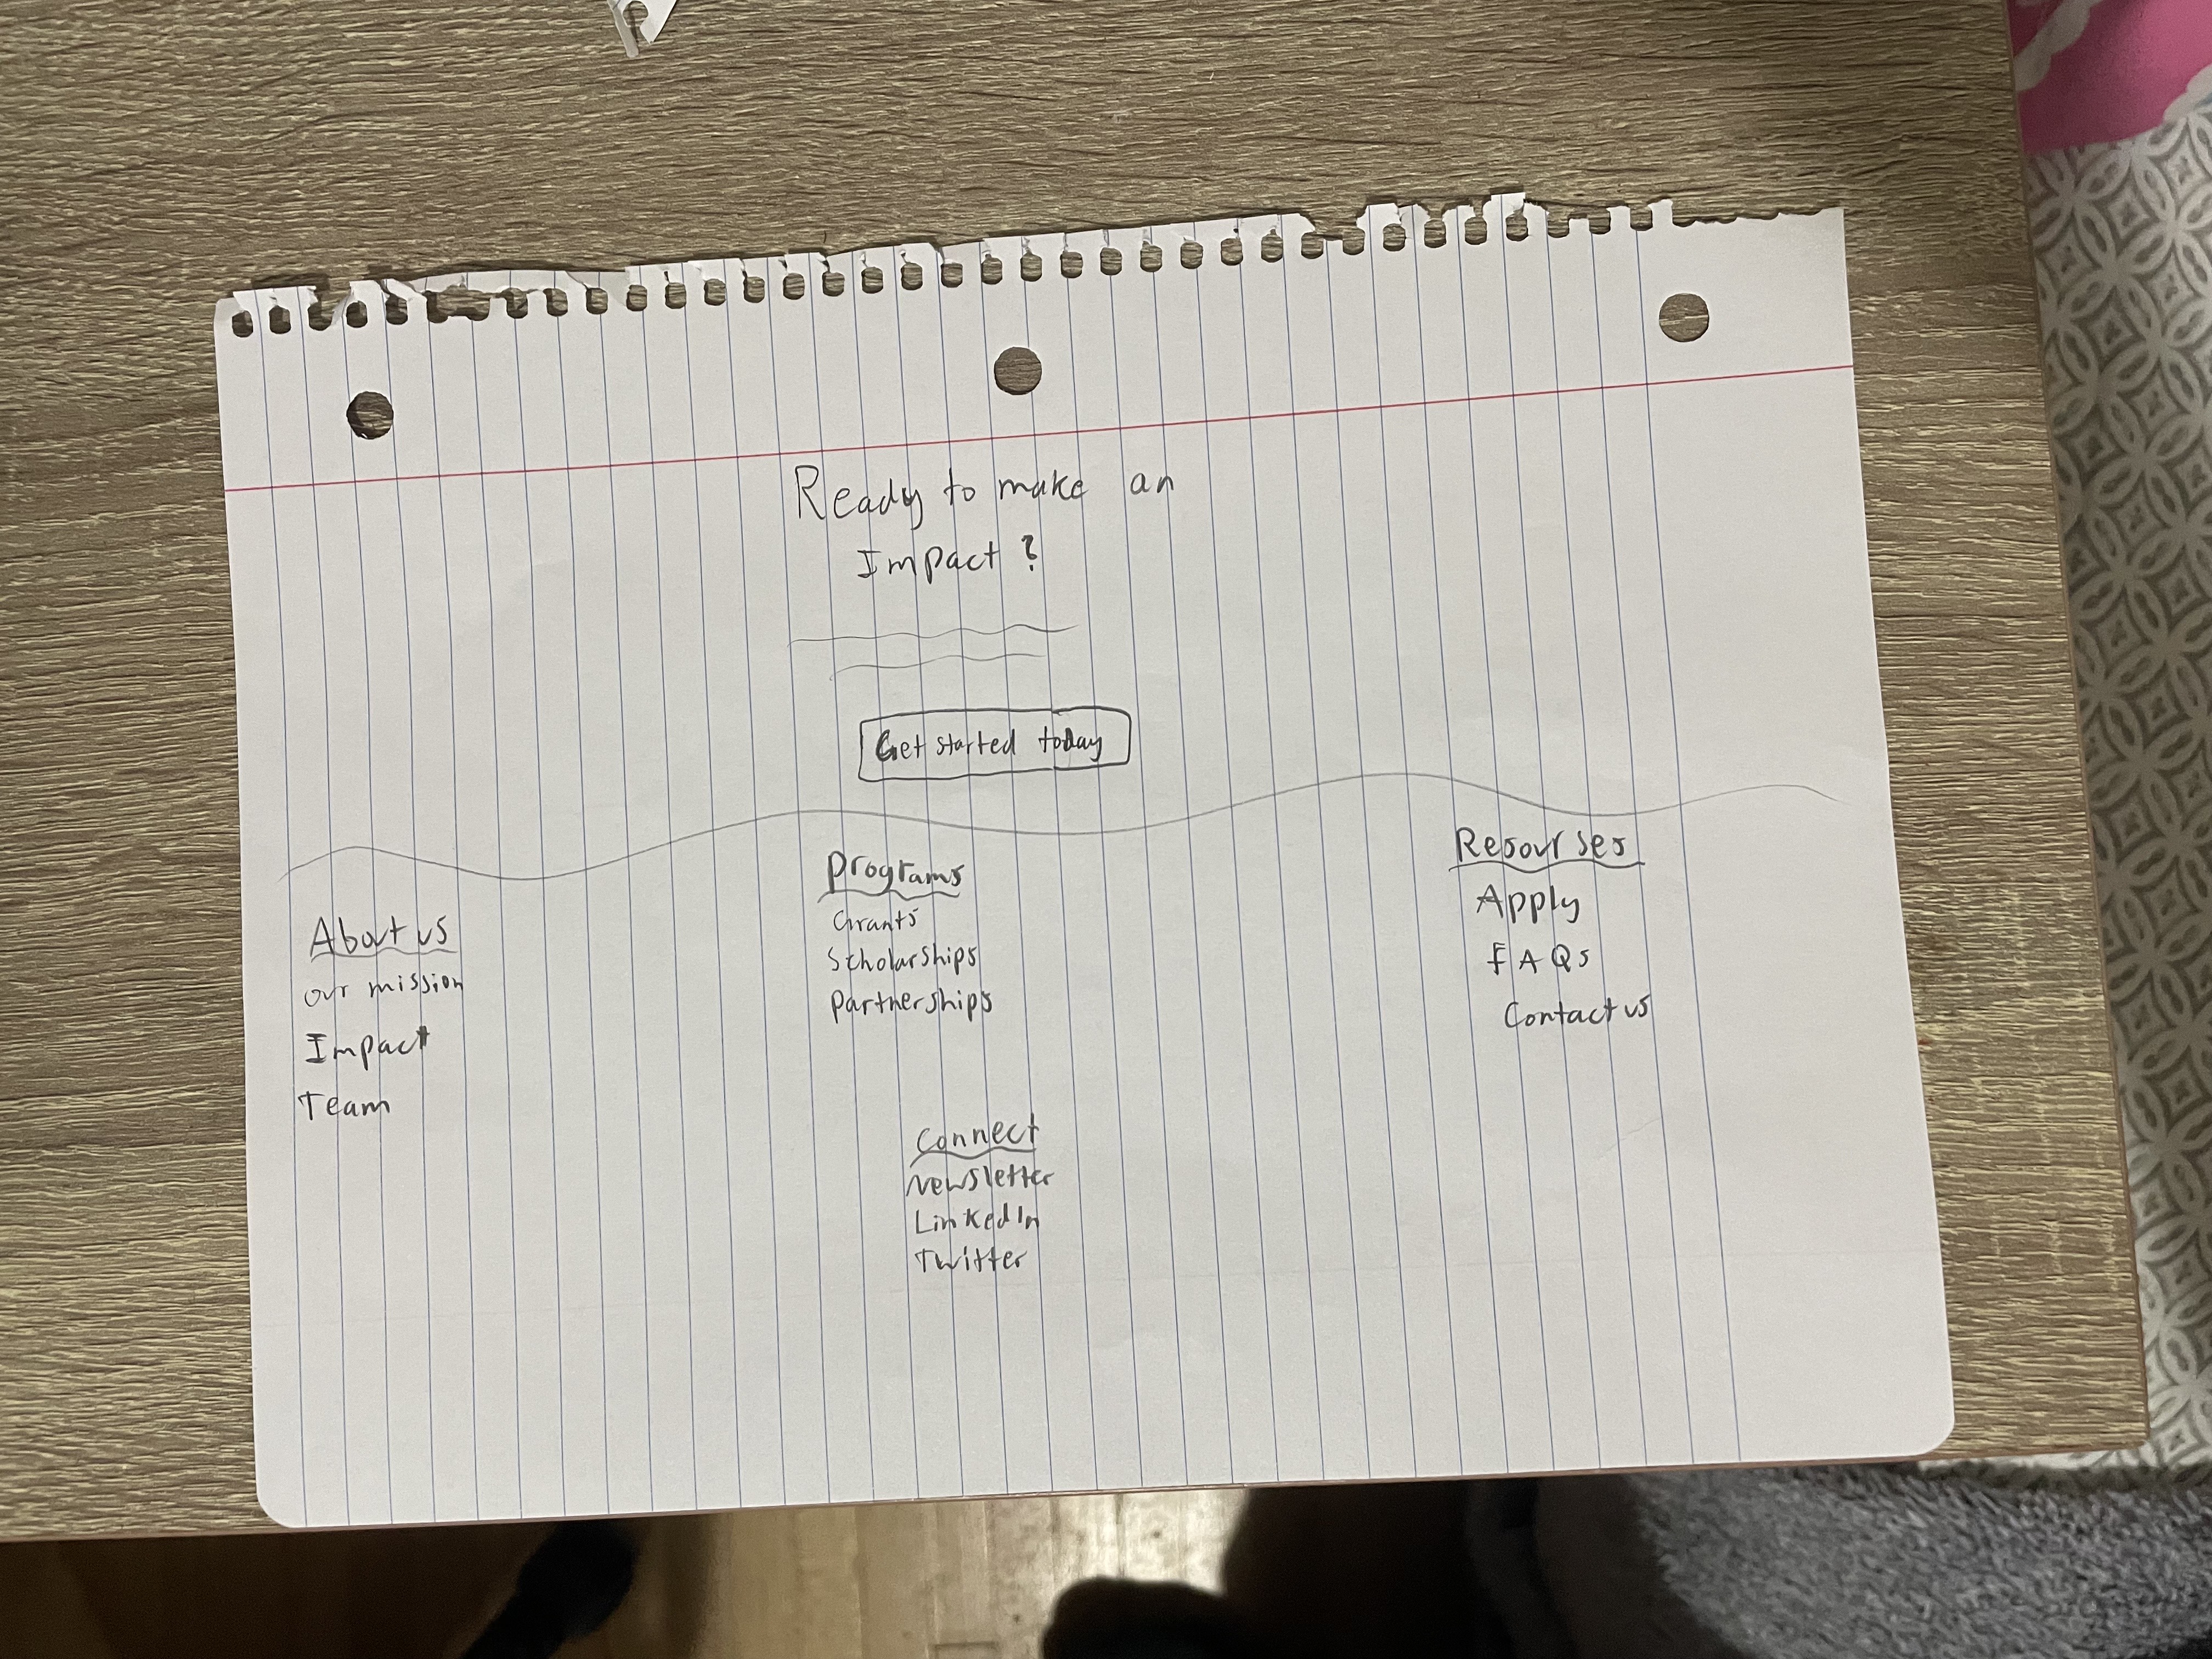 Ready to make an
Impact?
Get started today
About us
our mission
Impact
Team
Programs
Grants
Scholarships
Partnerships
Connect
Newsletter
LinkedIn
Twitter
Resourses
Apply
FAQs
Contact us